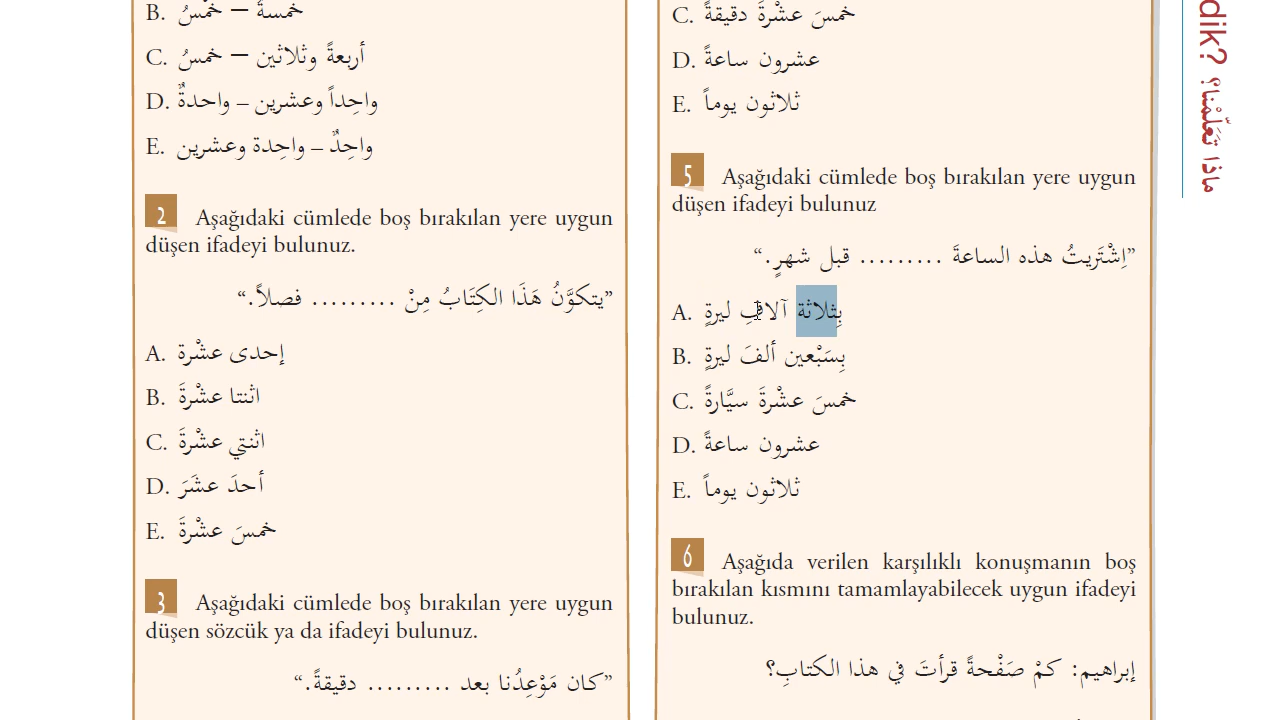 B. خمسةً – خمْسُ
C. أربعةً وثلاثين – خمسُ
D. واحِداً وعشرين – واحدةٌ
E. واحِدٌ – واحِدة وعشرين
2 Aşağıdaki cümlede boş bırakılan yere uygun
düşen ifadeyi bulunuz.
”يتكوَّنُ هَذَا الكِتَابُ مِنْ ......... فصلاً.“
A. إحدى عشْرة
B. اثنتا عشْرةَ
C. اثنتي عشْرةَ
D. أحدَ عشَرَ
E. خمسَ عشْرةَ
3 Aşağıdaki cümlede boş bırakılan yere uygun
düşen sözcük ya da ifadeyi bulunuz.
”كان مَوْعِدُنا بعد ......... دقيقةً.“
C. خمسَ عشْرةَ دقيقةً
D. عشرون ساعةً
E. ثلاثون يوماً
5 Aşağıdaki cümlede boş bırakılan yere uygun
düşen ifadeyi bulunuz
”اِشْتَريتُ هذه الساعةَ ......... قبل شهرٍ.“
A. بِثلاثة آلافِ ليرةٍ
B. بِسَبْعين ألفَ ليرةٍ
C. خمسَ عشْرةَ سيَّارةً
D. عشرون ساعةً
E. ثلاثون يوماً
6 Aşağıda verilen karşılıklı konuşmanın boş
bırakılan kısmını tamamlayabilecek uygun ifadeyi
bulunuz.
إبراهيم: كمْ صَفْحةً قرأتَ في هذا الكتابِ؟
dik? ماذا تَعَلَّمْنا؟